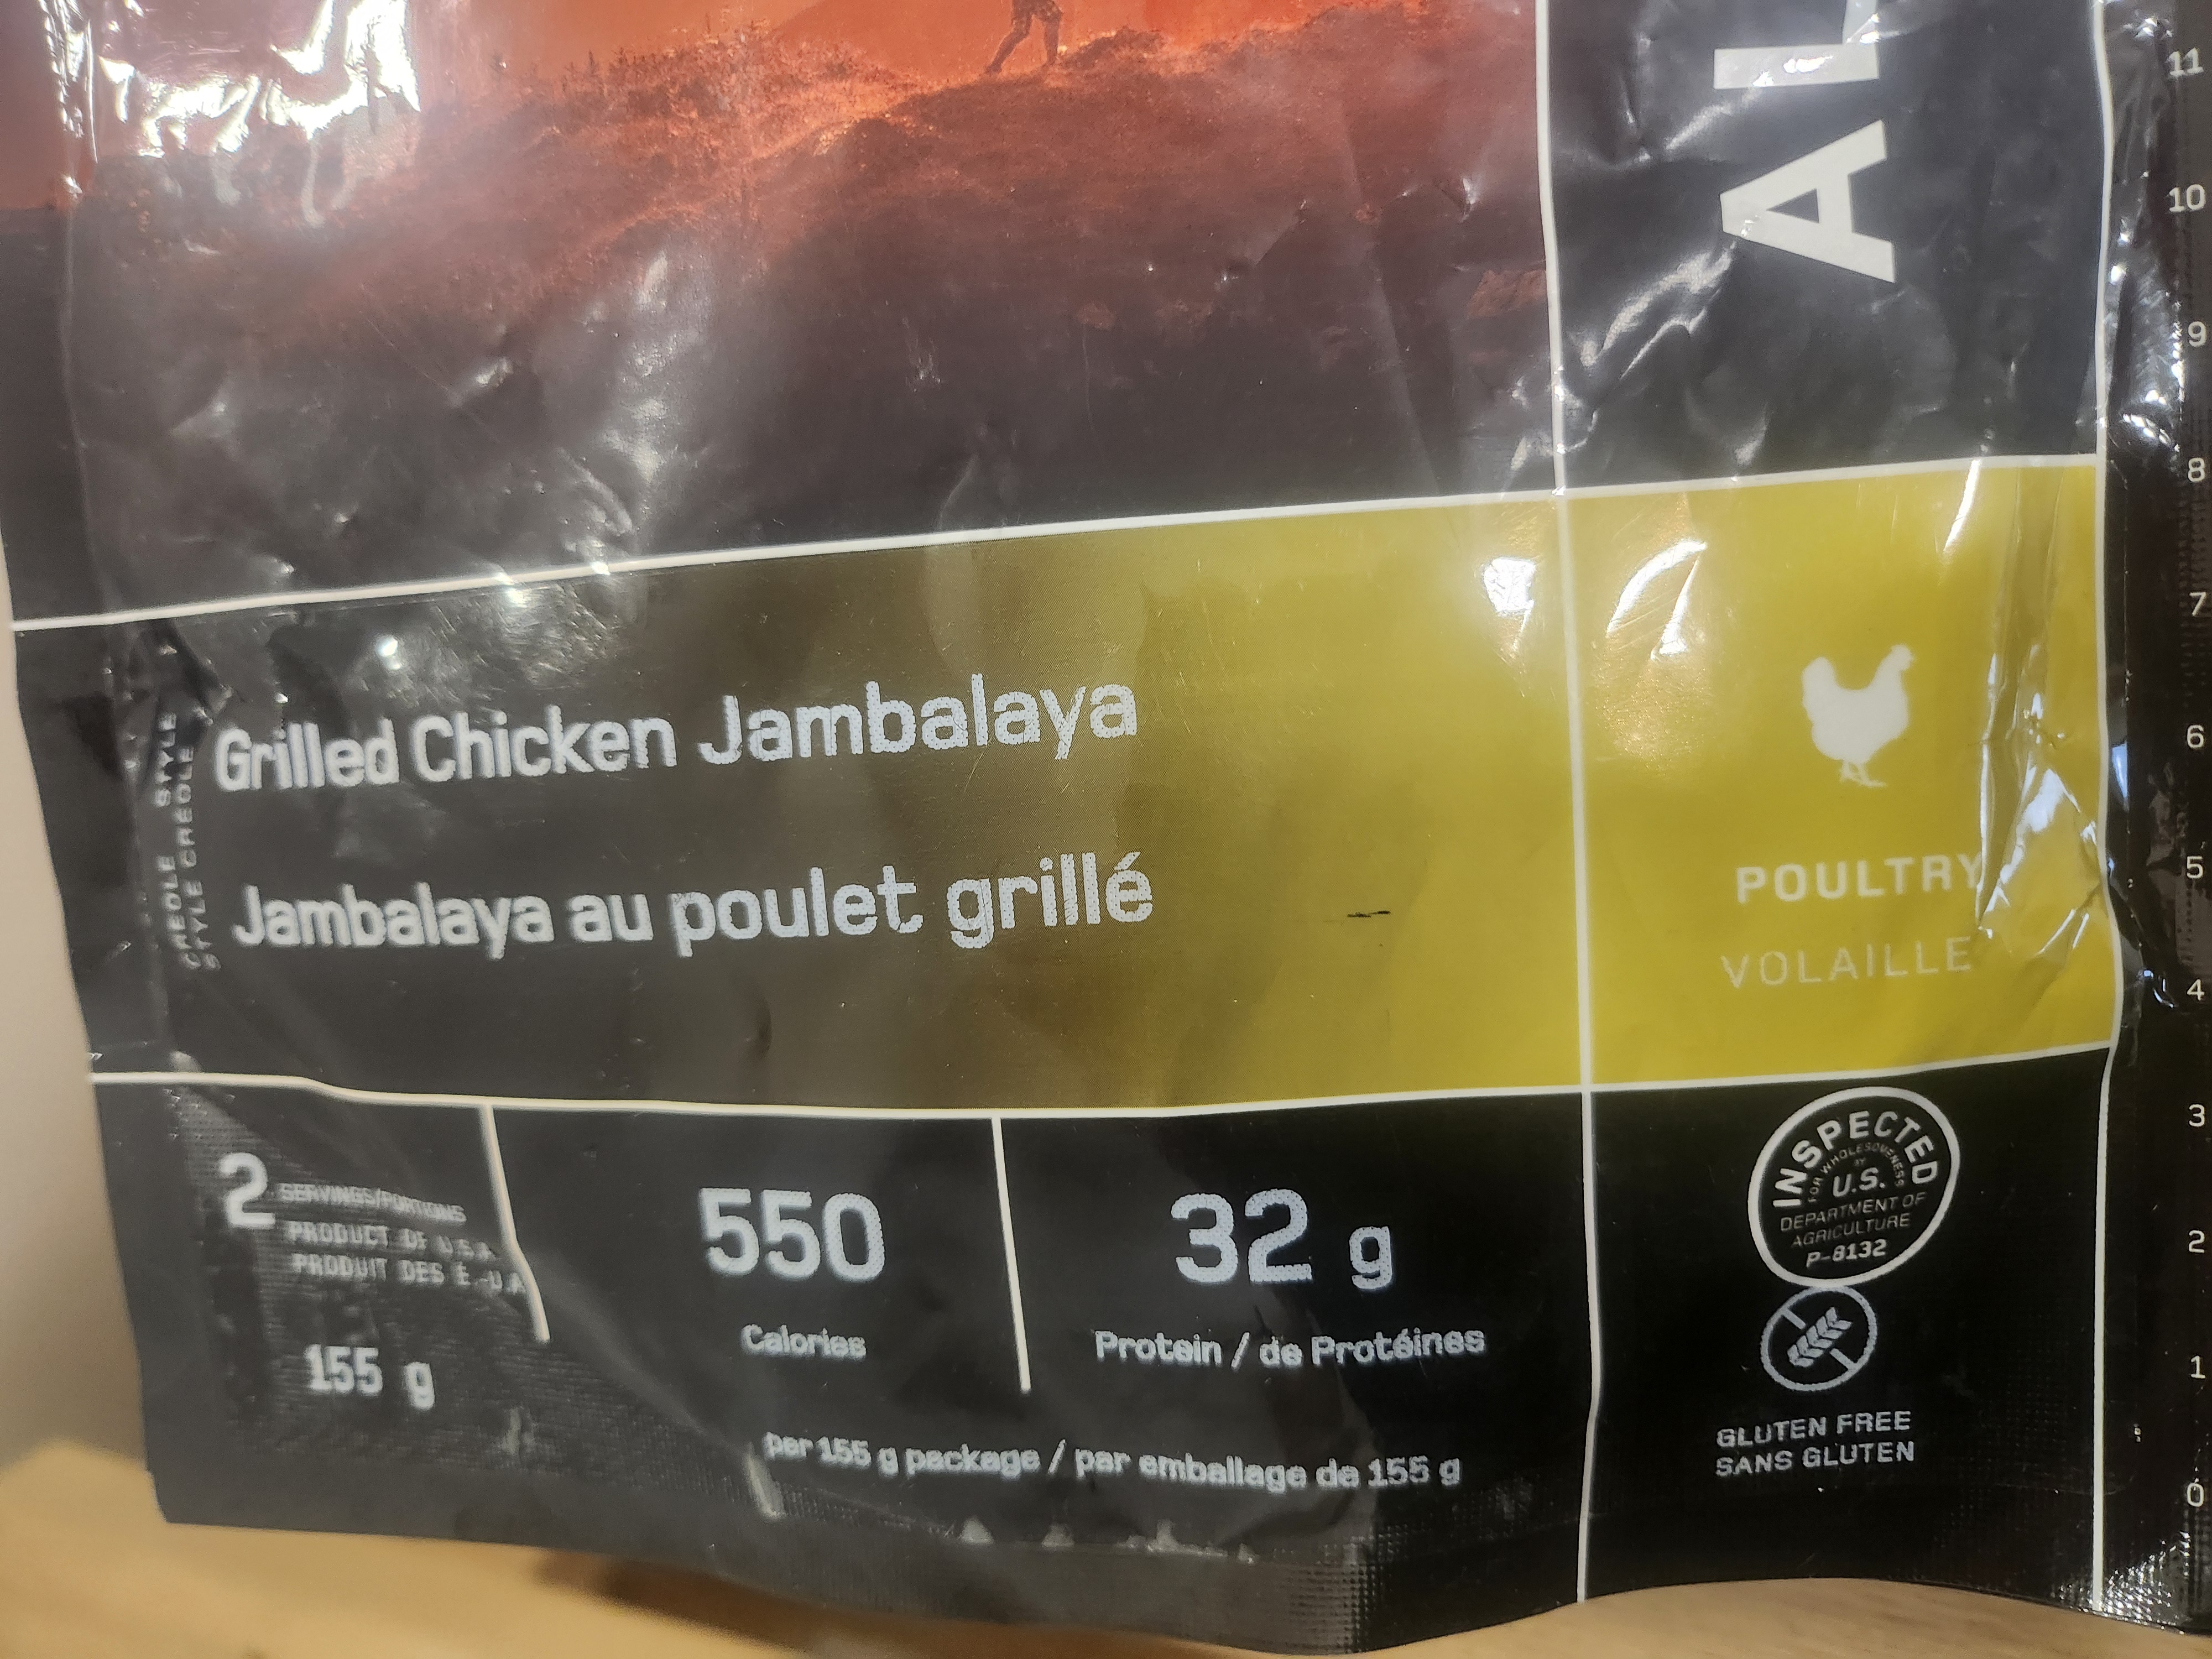 AL
11
10
9
8
7
6
5
4
3
2
1
0
CREOLE STYLE
STYLE CRÉOLE
Grilled Chicken Jambalaya
Jambalaya au poulet grillé
POULTRY
VOLAILLE
2 SERVINGS/PORTIONS
PRODUCT OF U.S.A.
PRODUIT DES É.-U.A
155 g
550
Calories
32 g
Protein / de Protéines
per 155 g package / par emballage de 155 g
INSPECTED
FOR WHOLESOMENESS
BY
U.S.
DEPARTMENT OF
AGRICULTURE
P-8132
GLUTEN FREE
SANS GLUTEN